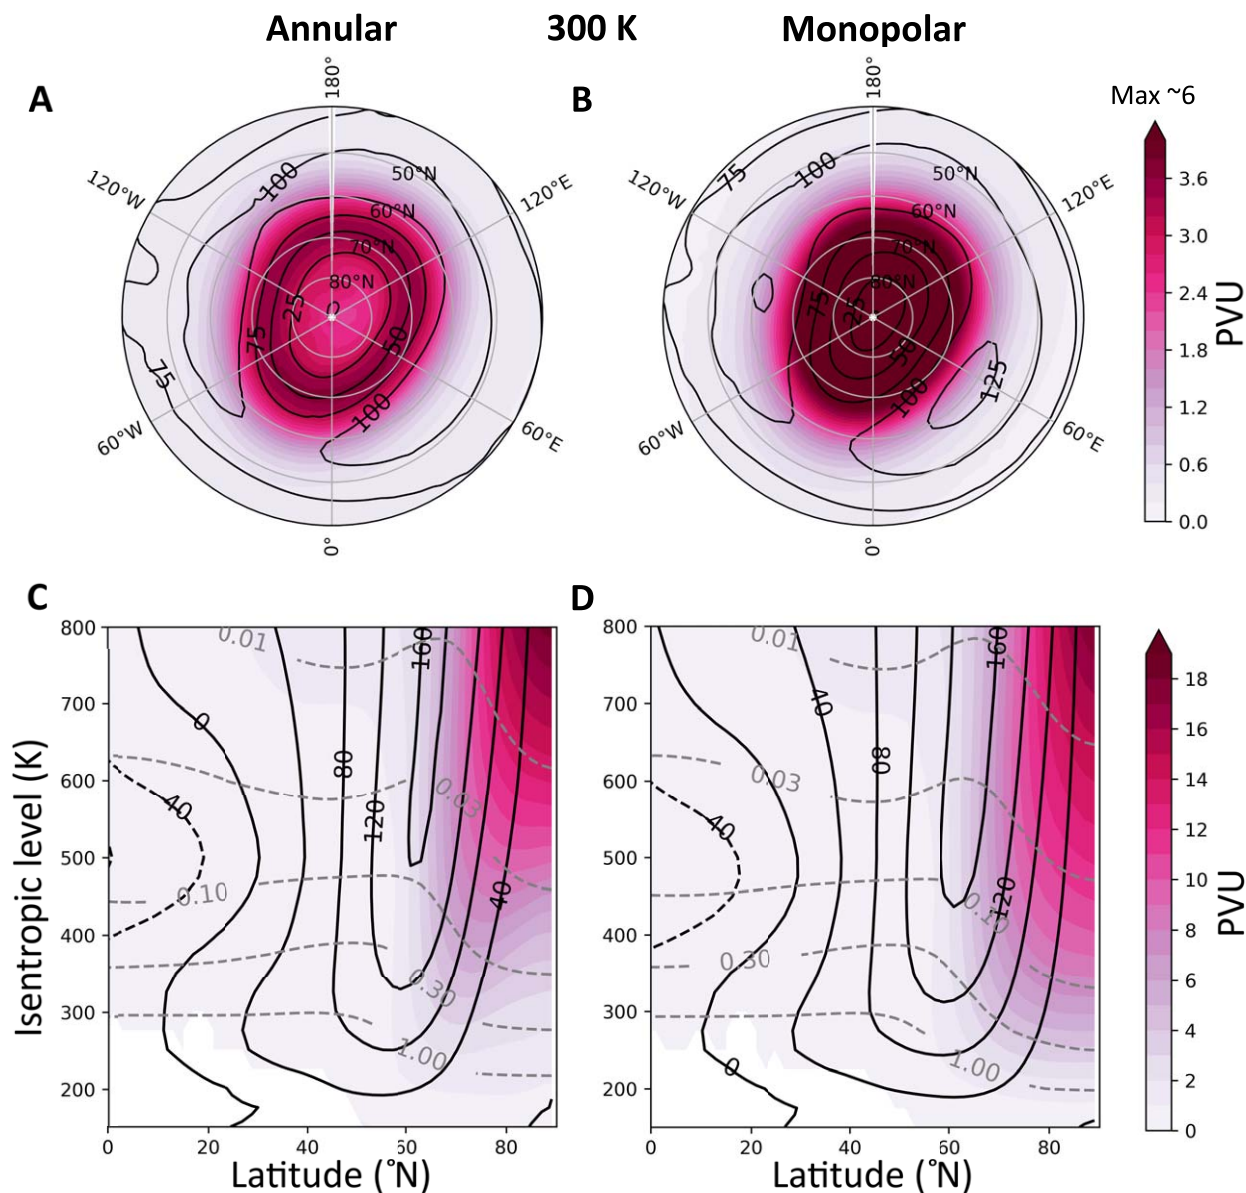 Annular 300 K Monopolar
A B Max ~6
180° 180°
120°W 100 50°N 120°E 120°W 75 100 50°N 120°E
60°N 60°N
70°N 70°N
80°N 80°N
25 0 75 50 75 25 50
75 100 100 125
60°W 60°E 60°W 60°E
0° 0°
3.6
3.0
2.4
1.8
1.2
0.6
0.0
PVU
C D
800
700
600
500
400
300
200
Isentropic level (K)
0.01 160
0
80
40 120 0.03
0.10 40
0.30
1.00
0 20 40 60 80
Latitude (˚N)
800
700
600
500
400
300
200
0.01 160
40
80
0.03
40
120
0.10
0.30
1.00
0
0 20 40 60 80
Latitude (˚N)
18
16
14
12
10
8
6
4
2
0
PVU